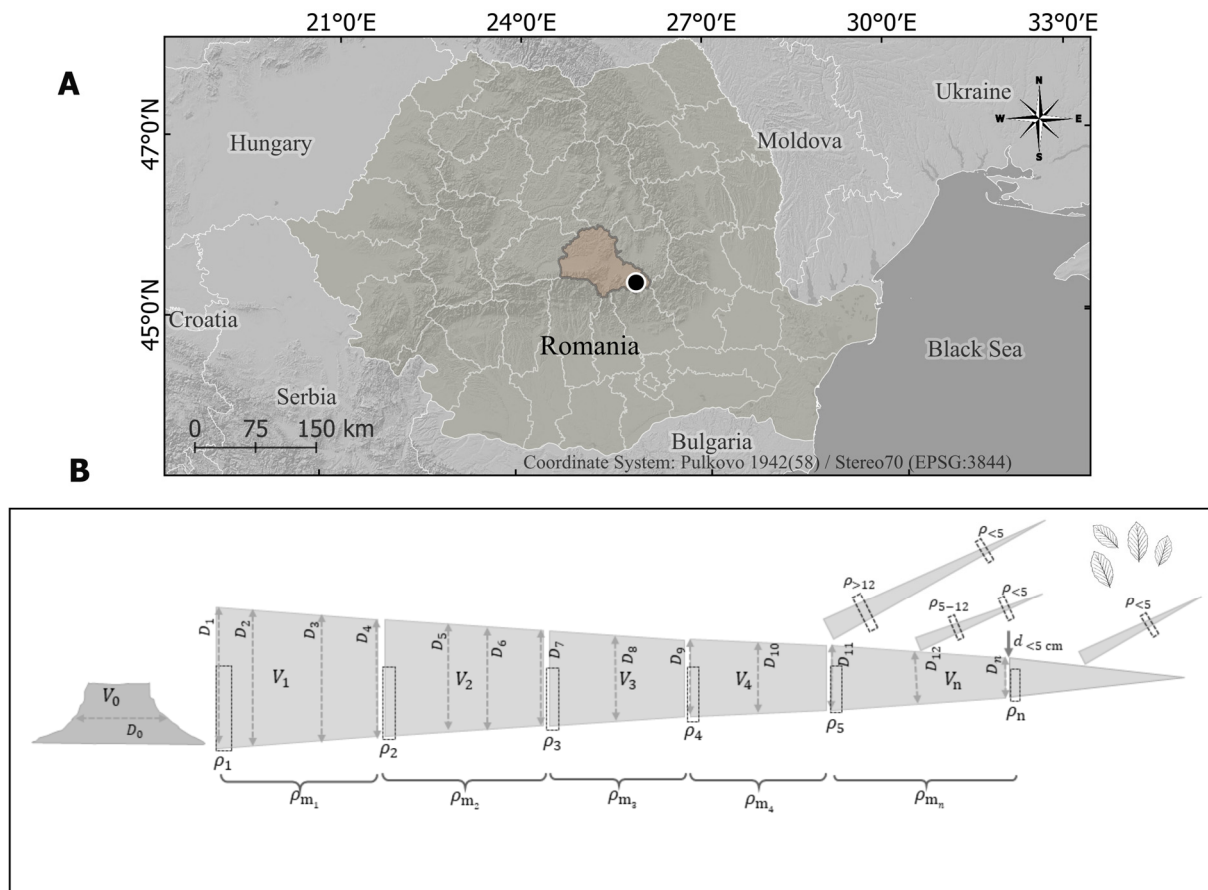 21°0′E 24°0′E 27°0′E 30°0′E 33°0′E
A
47°0′N
45°0′N
N
W E
S
Ukraine
Hungary
Moldova
Croatia
Romania
Black Sea
Serbia
0 75 150 km
Bulgaria
Coordinate System: Pulkovo 1942(58) / Stereo70 (EPSG:3844)
B
ρ<5
ρ>12
ρ5−12
ρ<5
ρ<5
d<5 cm
D1 D2 D3 D4 D5 D6 D7 D8 D9 D10 D11 D12 Dn
V0 V1 V2 V3 V4 Vn
D0
ρ1 ρ2 ρ3 ρ4 ρ5 ρn
ρm1 ρm2 ρm3 ρm4 ρmn